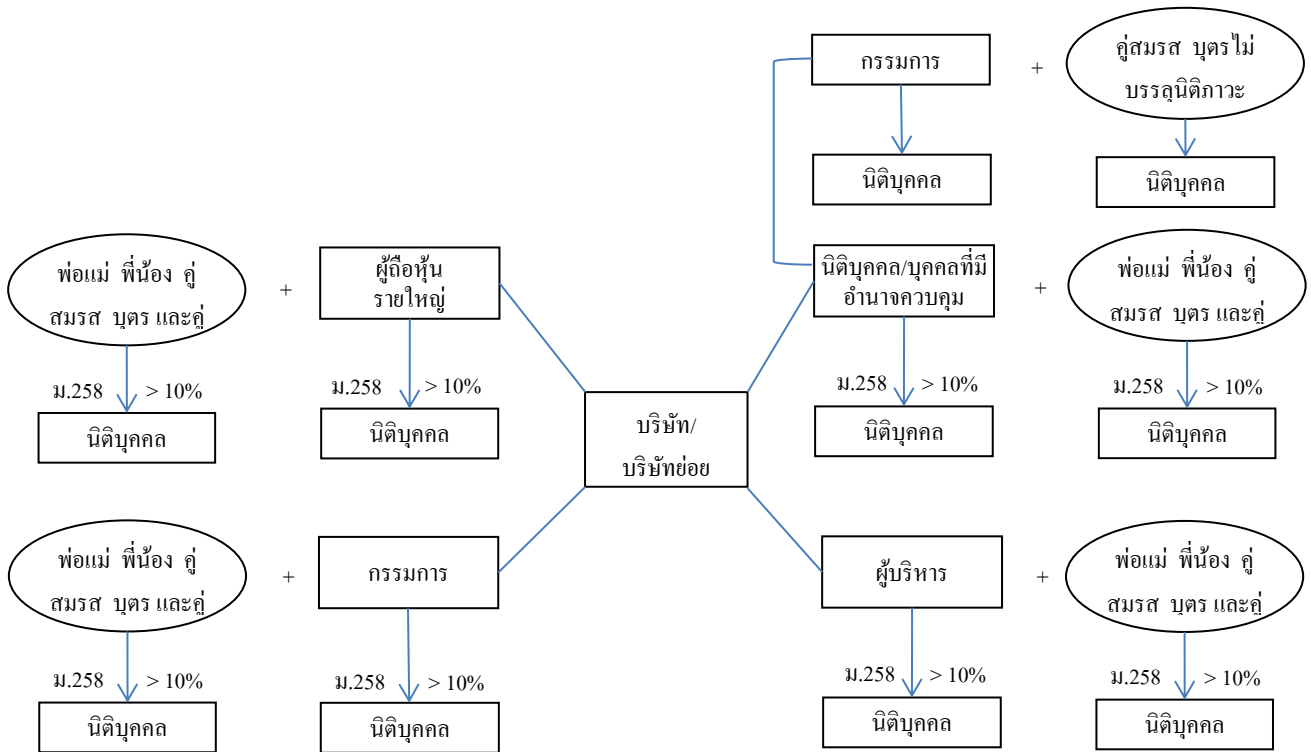 กรรมการ
+
คู่สมรส บุตรไม่
บรรลุนิติภาวะ
นิติบุคคล
นิติบุคคล
พ่อแม่ พี่น้อง คู่
สมรส บุตร และคู่
+
ผู้ถือหุ้น
รายใหญ่
นิติบุคคล/บุคคลที่มี
อำนาจควบคุม
+
พ่อแม่ พี่น้อง คู่
สมรส บุตร และคู่
ม.258 > 10%
ม.258 > 10%
ม.258 > 10%
ม.258 > 10%
นิติบุคคล
นิติบุคคล
บริษัท/
บริษัทย่อย
นิติบุคคล
นิติบุคคล
พ่อแม่ พี่น้อง คู่
สมรส บุตร และคู่
+
กรรมการ
ผู้บริหาร
+
พ่อแม่ พี่น้อง คู่
สมรส บุตร และคู่
ม.258 > 10%
ม.258 > 10%
ม.258 > 10%
ม.258 > 10%
นิติบุคคล
นิติบุคคล
นิติบุคคล
นิติบุคคล